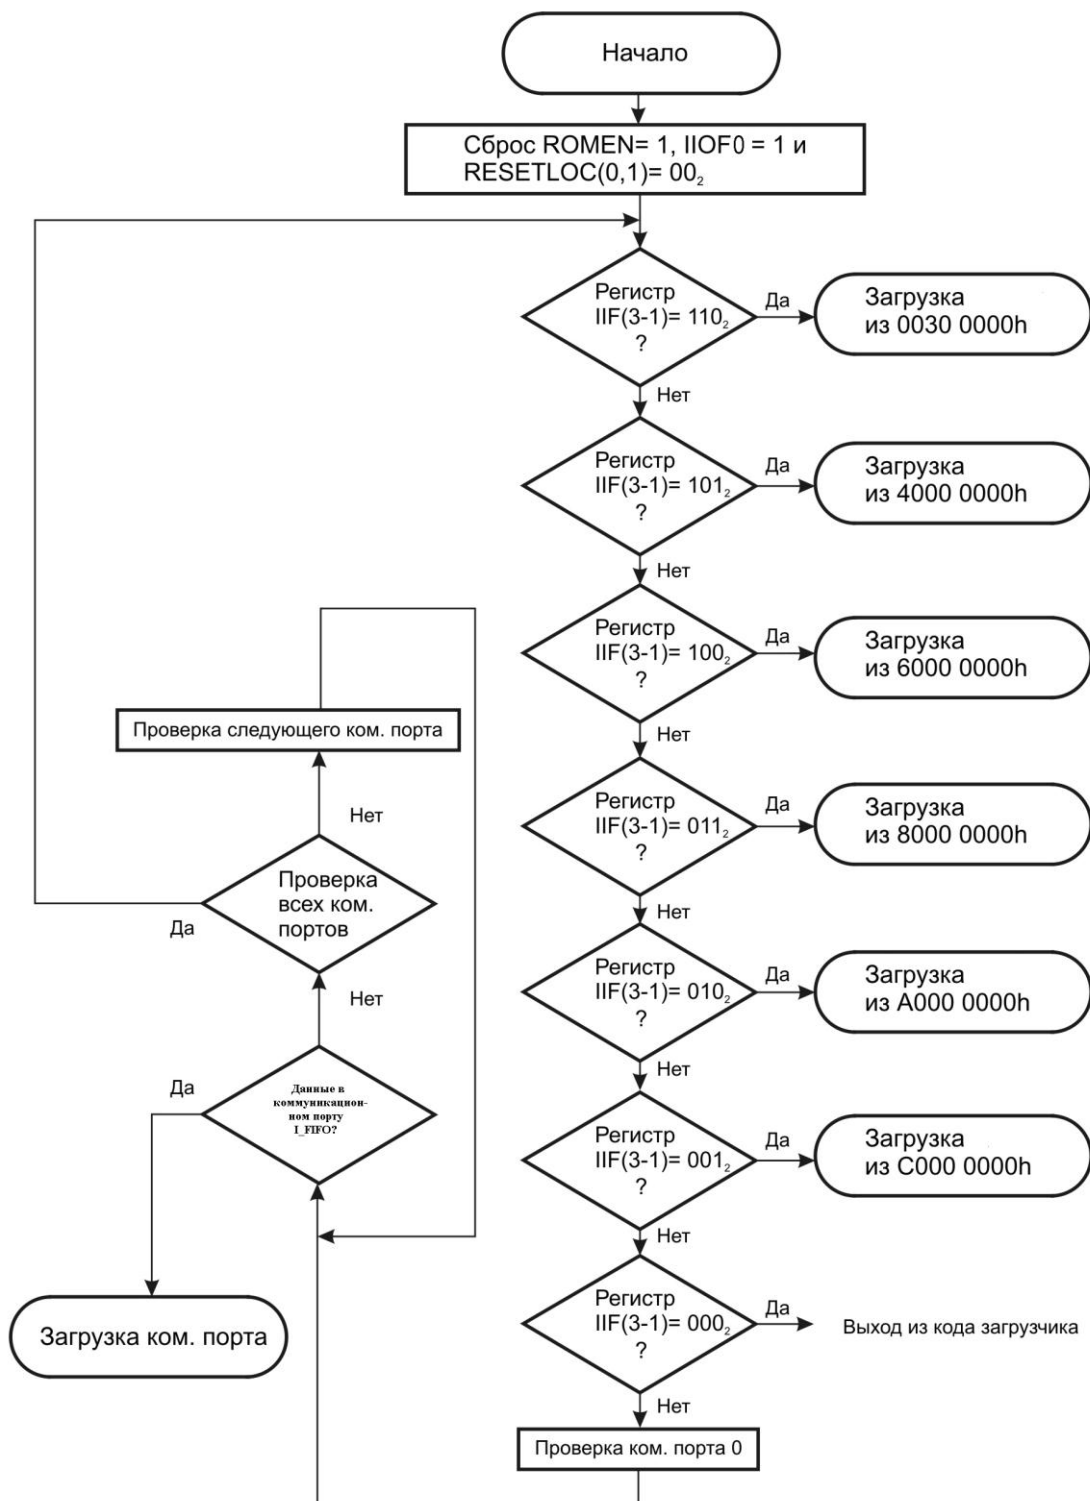 Начало
Сброс ROMEN= 1, IIOF0 = 1 и
RESETLOC(0,1)= 00₂
Регистр
IIF(3-1)= 110₂
?
Да
Загрузка
из 0030 0000h
Нет
Регистр
IIF(3-1)= 101₂
?
Да
Загрузка
из 4000 0000h
Нет
Регистр
IIF(3-1)= 100₂
?
Да
Загрузка
из 6000 0000h
Нет
Регистр
IIF(3-1)= 011₂
?
Да
Загрузка
из 8000 0000h
Нет
Регистр
IIF(3-1)= 010₂
?
Да
Загрузка
из A000 0000h
Нет
Регистр
IIF(3-1)= 001₂
?
Да
Загрузка
из C000 0000h
Нет
Регистр
IIF(3-1)= 000₂
?
Да
Выход из кода загрузчика
Нет
Проверка ком. порта 0
Проверка следующего ком. порта
Нет
Проверка
всех ком.
портов
Да
Нет
Данные в
коммуникацион-
ном порту
I_FIFO?
Да
Загрузка ком. порта